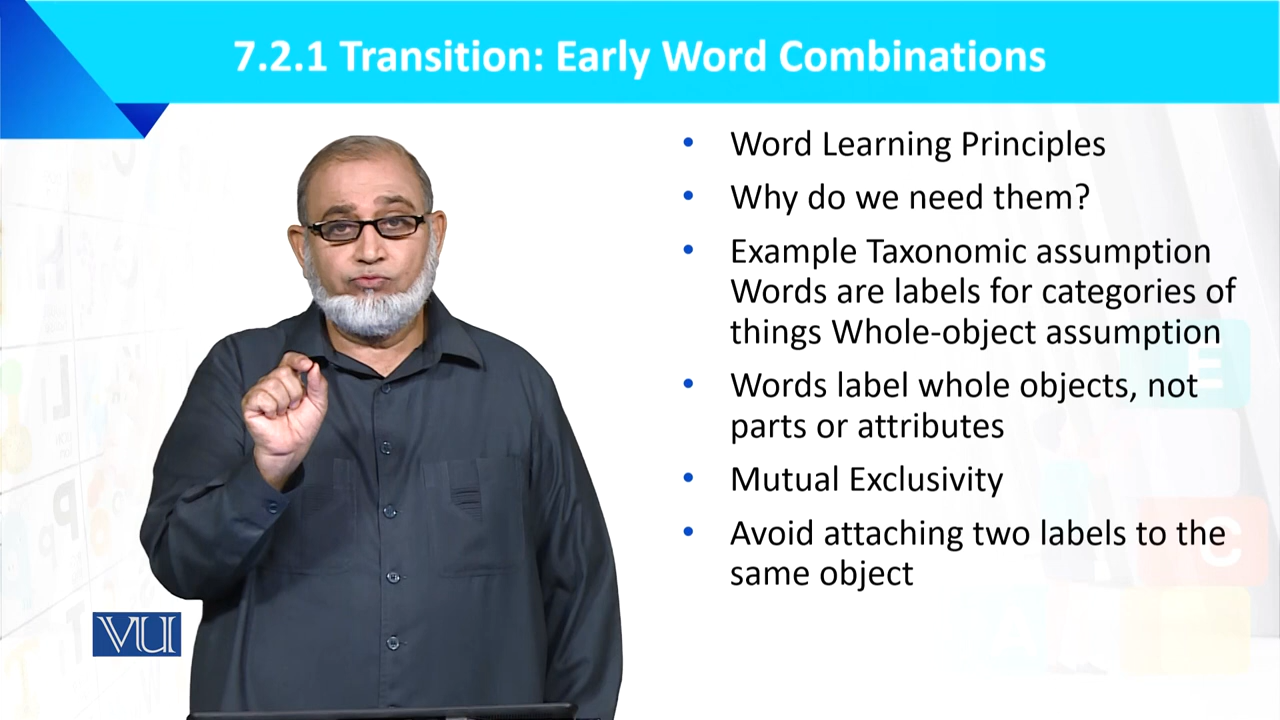 7.2.1 Transition: Early Word Combinations
• Word Learning Principles
• Why do we need them?
• Example Taxonomic assumption
Words are labels for categories of
things Whole-object assumption
• Words label whole objects, not
parts or attributes
• Mutual Exclusivity
• Avoid attaching two labels to the
same object
VU
E
C
A